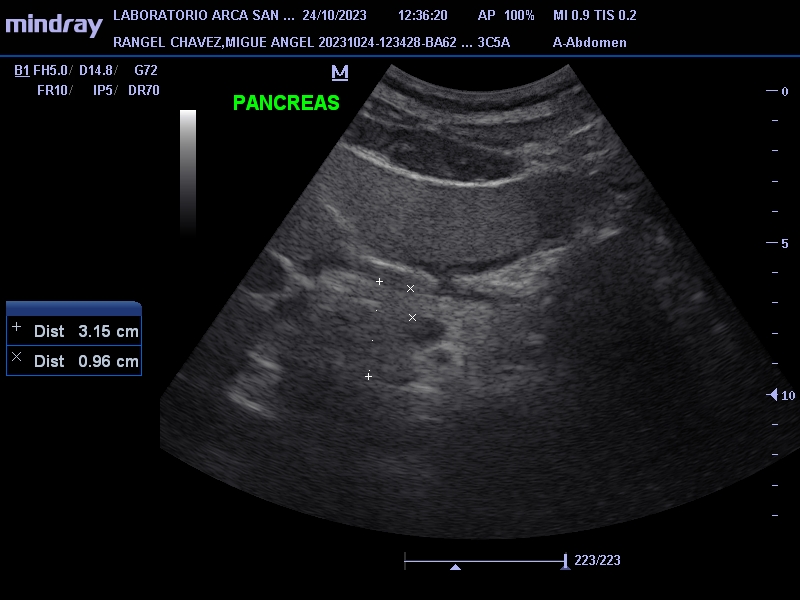 mindray
LABORATORIO ARCA SAN ... 24/10/2023 12:36:20 AP 100% MI 0.9 TIS 0.2
RANGEL CHAVEZ,MIGUE ANGEL 20231024-123428-BA62 ... 3C5A A-Abdomen
B1 FH5.0/ D14.8/ G72
FR10/ IP5/ DR70
M
PANCREAS
0
5
10
+ Dist 3.15 cm
× Dist 0.96 cm
223/223